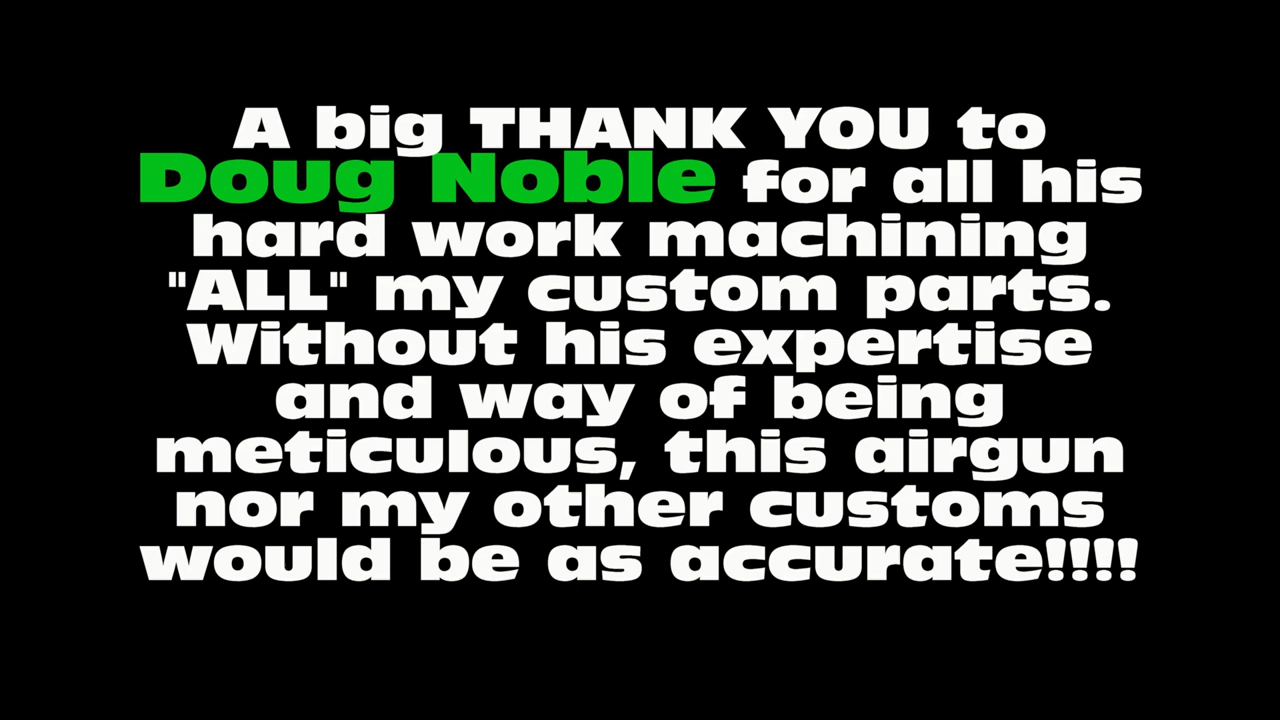 A big THANK YOU to
Doug Noble for all his
hard work machining
"ALL" my custom parts.
Without his expertise
and way of being
meticulous, this airgun
nor my other customs
would be as accurate!!!!